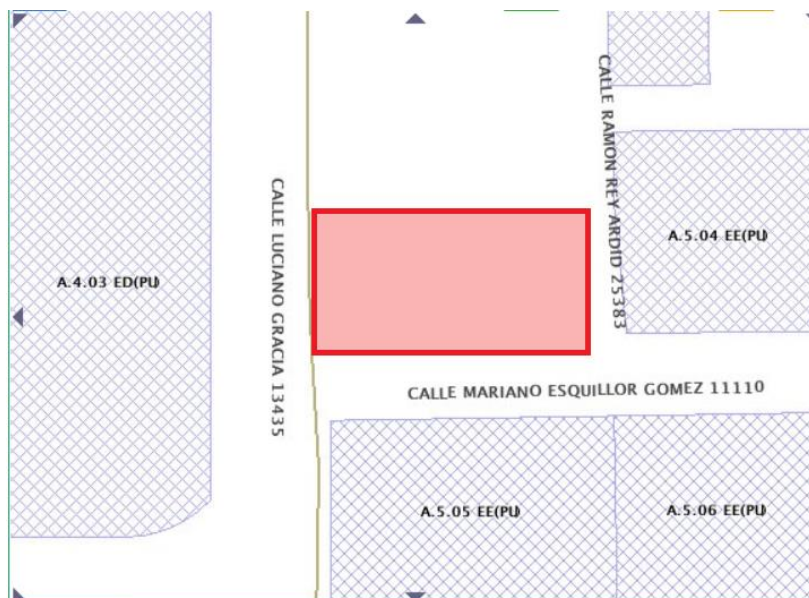 CALLE RAMON REY ARDID 25383
CALLE LUCIANO GRACIA 13435
A.5.04 EE(PU)
A.4.03 ED(PU)
CALLE MARIANO ESQUILLOR GOMEZ 11110
A.5.05 EE(PU)
A.5.06 EE(PU)